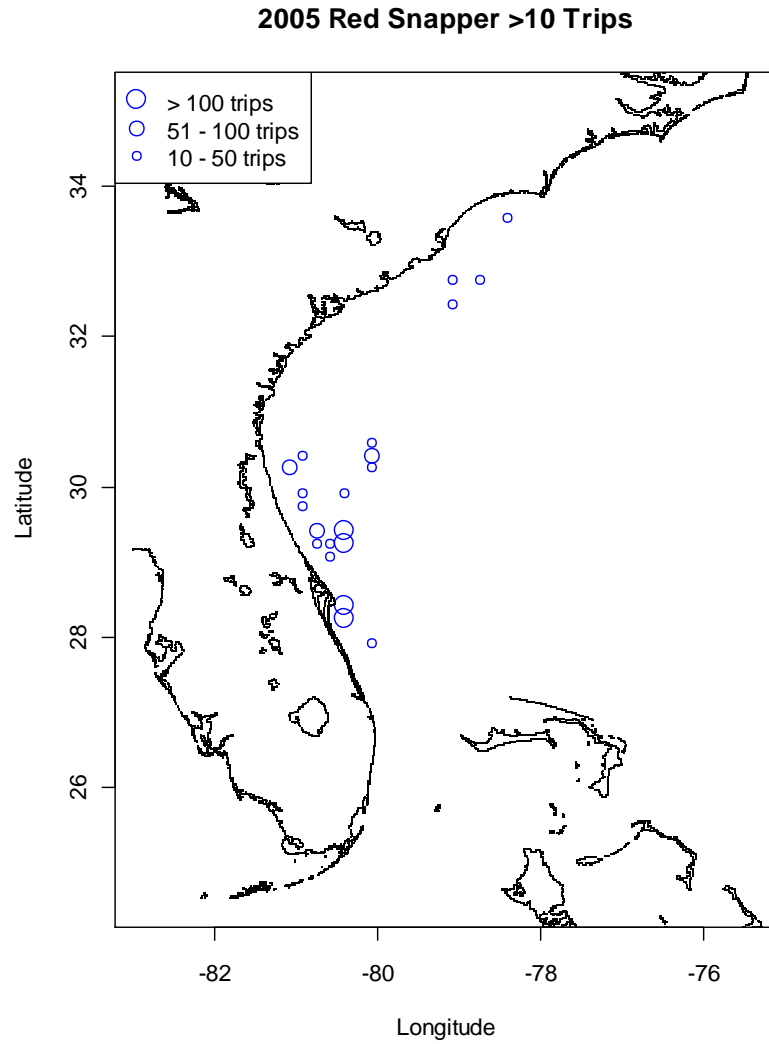 2005 Red Snapper >10 Trips
> 100 trips
51 - 100 trips
10 - 50 trips
34
32
30
28
26
Latitude
-82 -80 -78 -76
Longitude